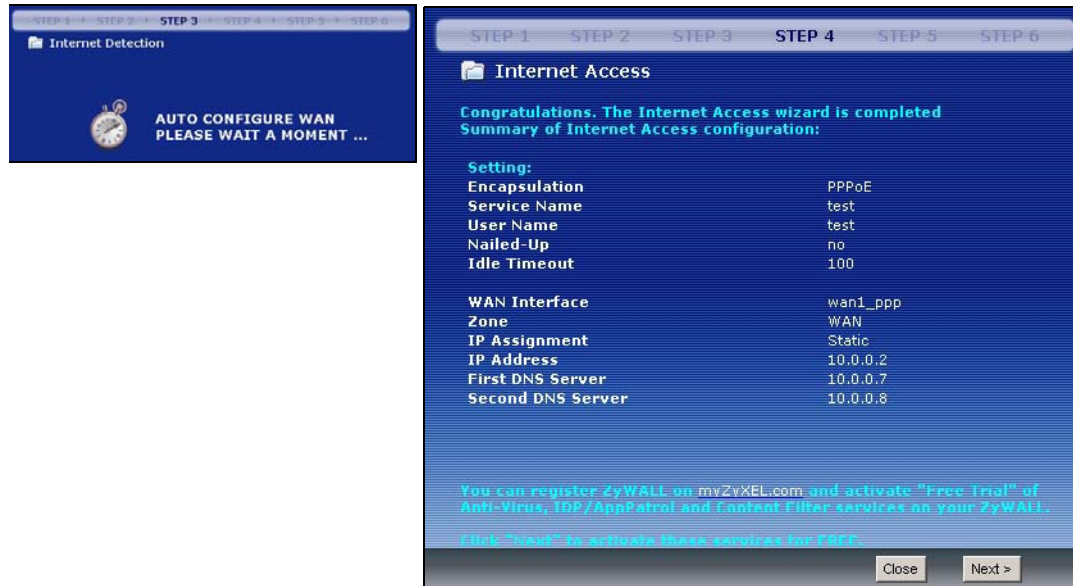 STEP 1 STEP 2 STEP 3 STEP 4 STEP 5 STEP 6
Internet Detection
AUTO CONFIGURE WAN
PLEASE WAIT A MOMENT ...
STEP 1 STEP 2 STEP 3 STEP 4 STEP 5 STEP 6
Internet Access
Congratulations. The Internet Access wizard is completed
Summary of Internet Access configuration:
Setting:
Encapsulation PPPoE
Service Name test
User Name test
Nailed-Up no
Idle Timeout 100
WAN Interface wan1_ppp
Zone WAN
IP Assignment Static
IP Address 10.0.0.2
First DNS Server 10.0.0.7
Second DNS Server 10.0.0.8
You can register ZyWALL on myZyXEL.com and activate "Free Trial" of
Anti-Virus, IDP/AppPatrol and Content Filter services on your ZyWALL.
Click "Next" to activate these services for FREE.
Close Next >